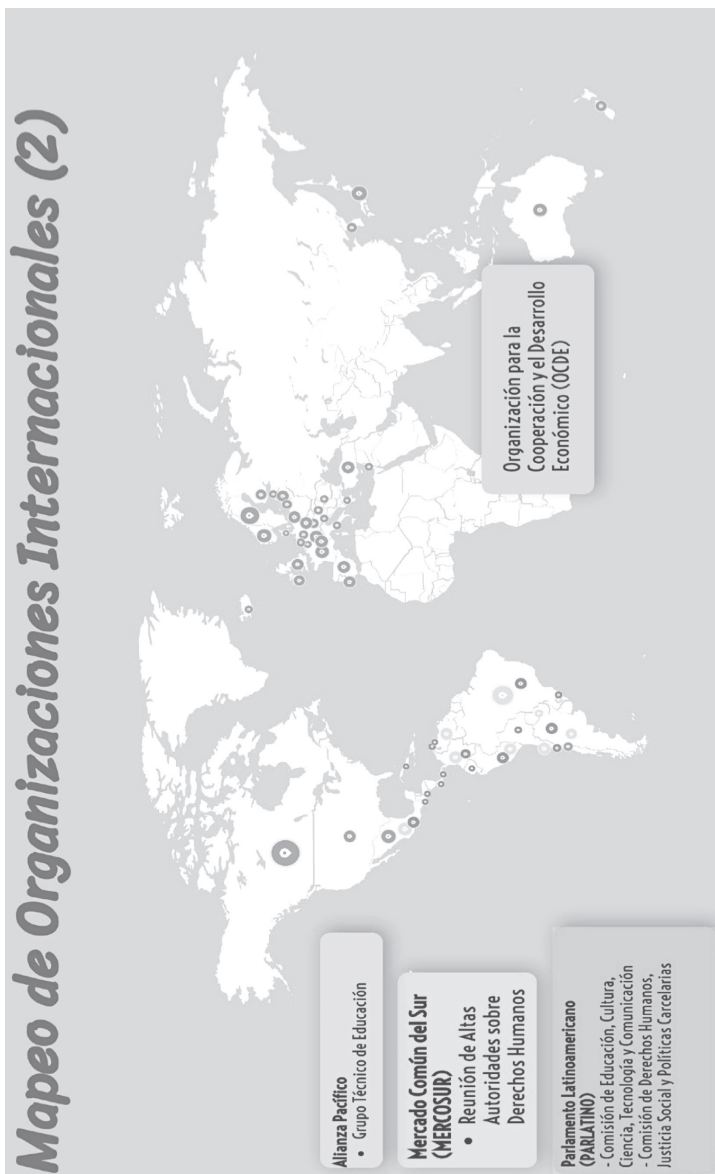 Mapeo de Organizaciones Internacionales (2)
Alianza Pacífico
• Grupo Técnico de Educación
Mercado Común del Sur
(MERCOSUR)
• Reunión de Altas
Autoridades sobre
Derechos Humanos
Parlamento Latinoamericano
(PARLATINO)
- Comisión de Educación, Cultura,
Ciencia, Tecnología y Comunicación
- Comisión de Derechos Humanos,
Justicia Social y Políticas Carcelarias
Organización para la
Cooperación y el Desarrollo
Económico (OCDE)